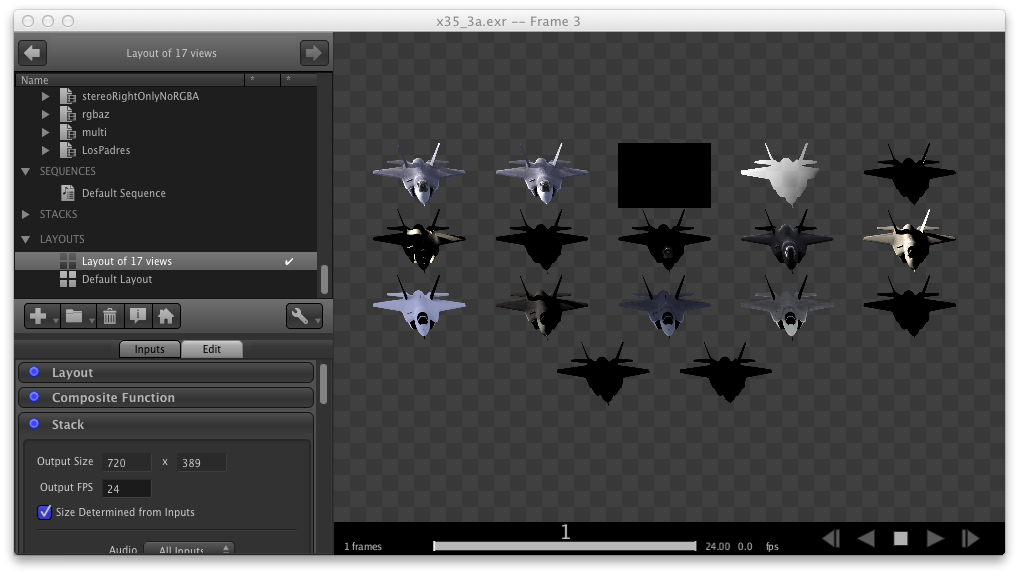 x35_3a.exr -- Frame 3
Layout of 17 views
Name * *
stereoRightOnlyNoRGBA
rgbaz
multi
LosPadres
SEQUENCES
Default Sequence
STACKS
LAYOUTS
Layout of 17 views ✔
Default Layout
Inputs Edit
Layout
Composite Function
Stack
Output Size 720 x 389
Output FPS 24
Size Determined from Inputs
Audio All Inputs
1
1 frames 24.00 0.0 fps